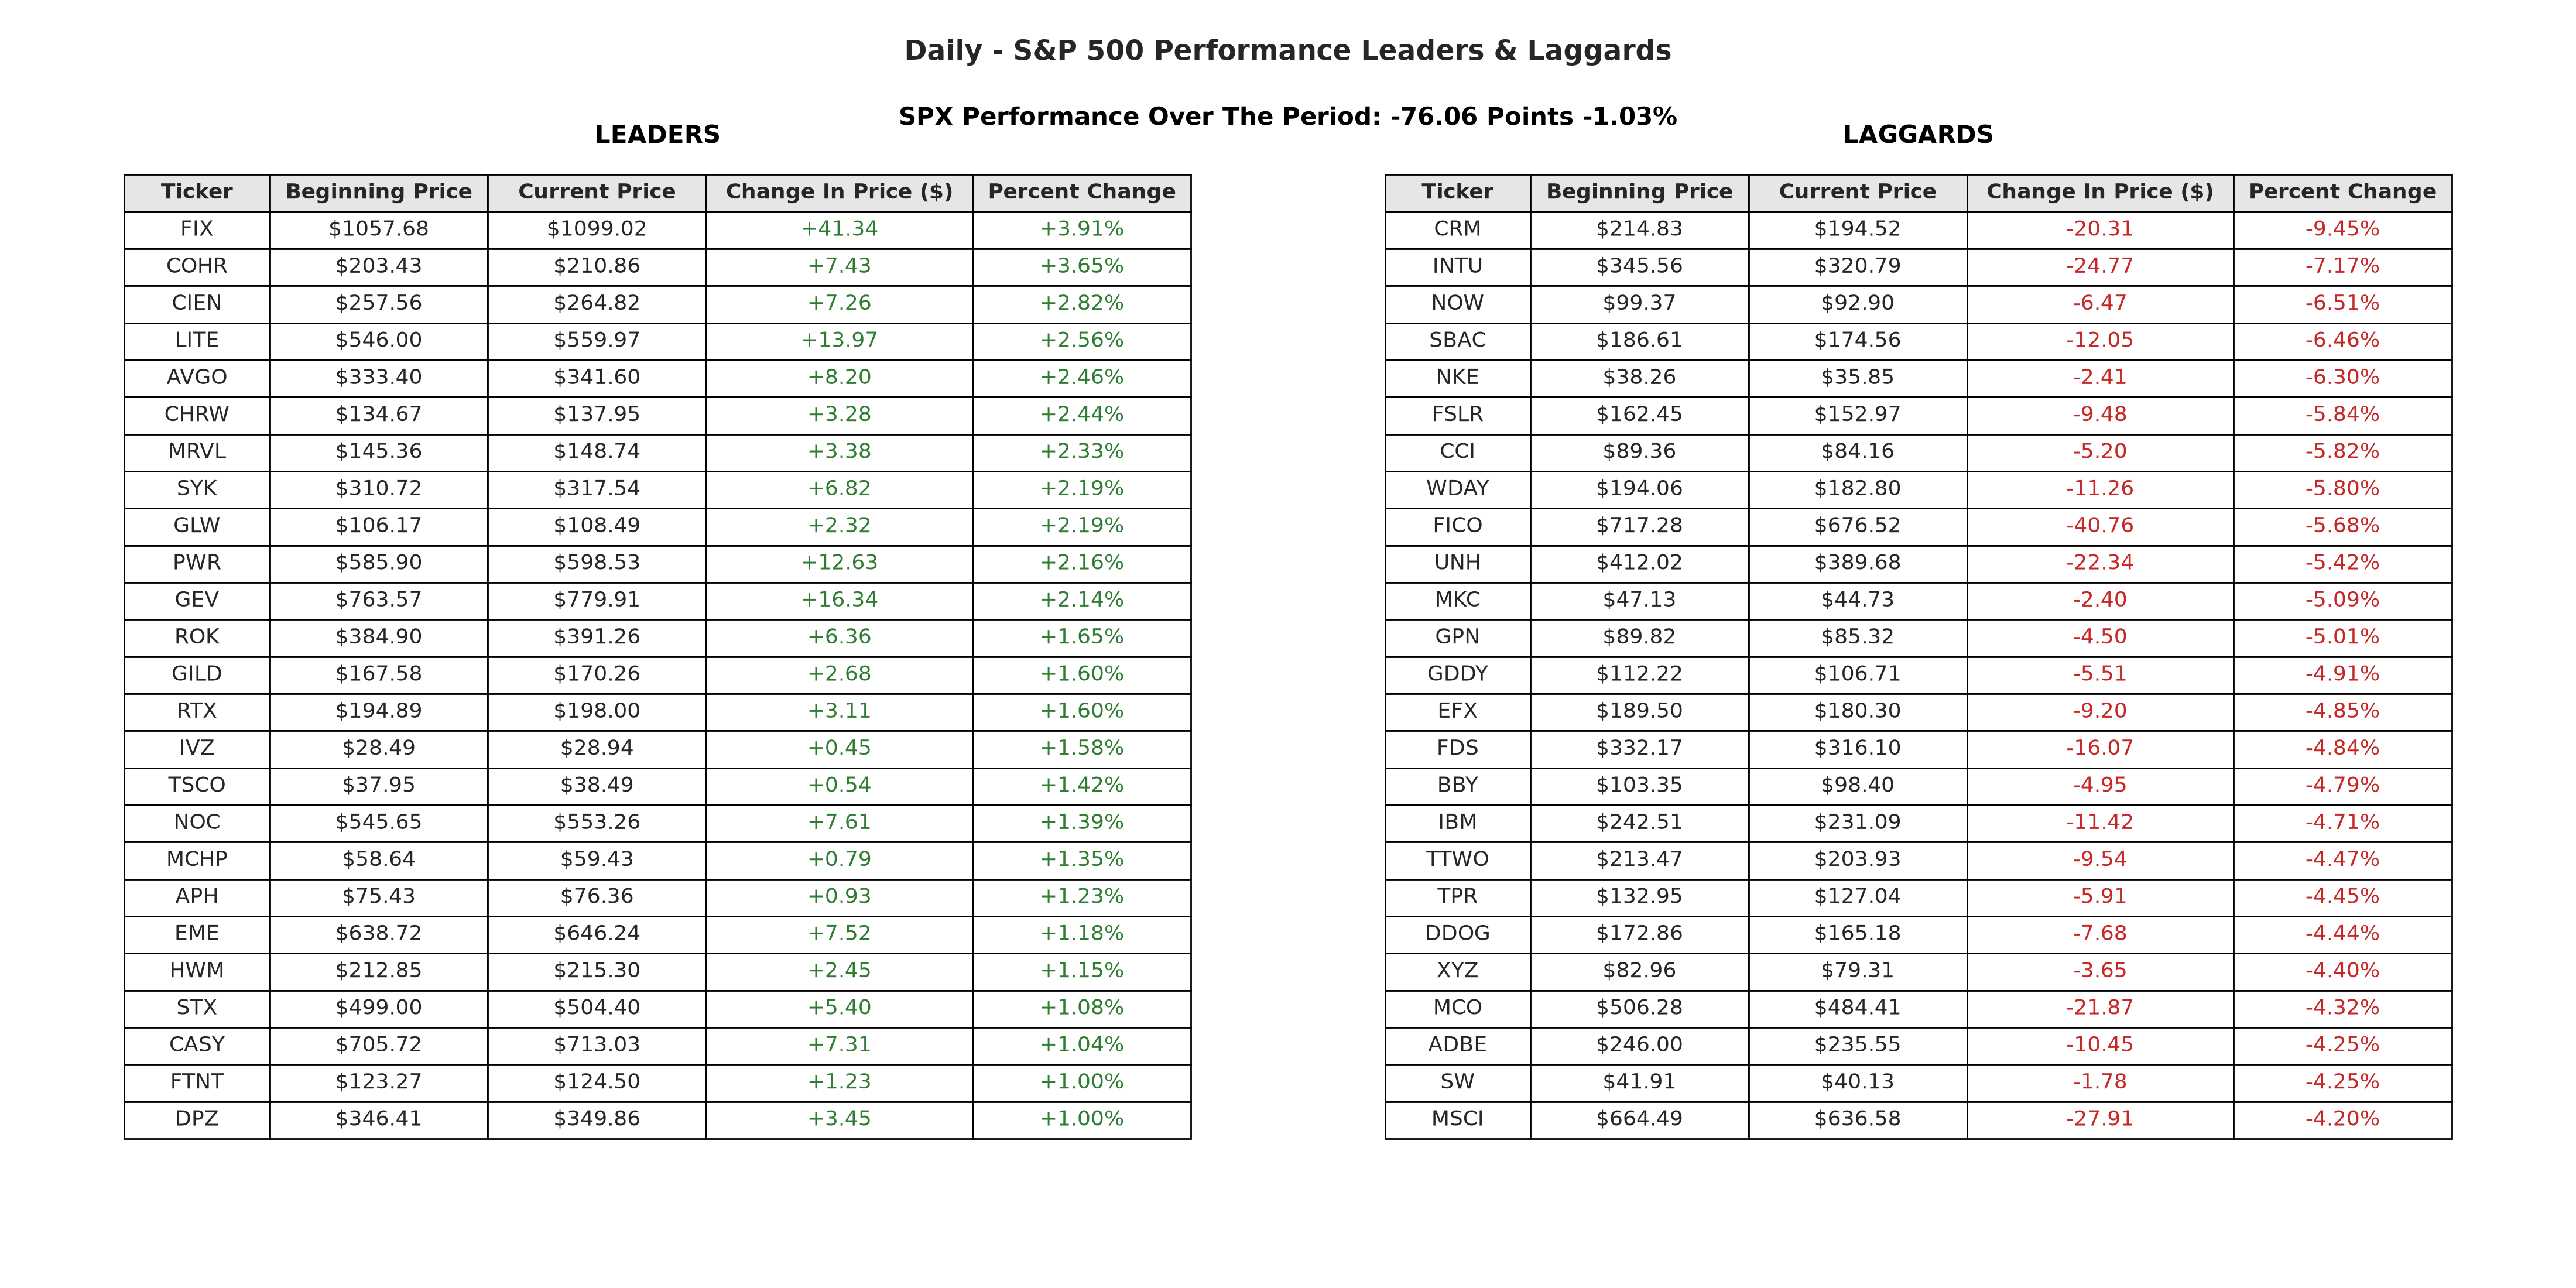 Daily - S&P 500 Performance Leaders & Laggards
SPX Performance Over The Period: -76.06 Points -1.03%
LEADERS
Ticker Beginning Price Current Price Change In Price ($) Percent Change
FIX $1057.68 $1099.02 +41.34 +3.91%
COHR $203.43 $210.86 +7.43 +3.65%
CIEN $257.56 $264.82 +7.26 +2.82%
LITE $546.00 $559.97 +13.97 +2.56%
AVGO $333.40 $341.60 +8.20 +2.46%
CHRW $134.67 $137.95 +3.28 +2.44%
MRVL $145.36 $148.74 +3.38 +2.33%
SYK $310.72 $317.54 +6.82 +2.19%
GLW $106.17 $108.49 +2.32 +2.19%
PWR $585.90 $598.53 +12.63 +2.16%
GEV $763.57 $779.91 +16.34 +2.14%
ROK $384.90 $391.26 +6.36 +1.65%
GILD $167.58 $170.26 +2.68 +1.60%
RTX $194.89 $198.00 +3.11 +1.60%
IVZ $28.49 $28.94 +0.45 +1.58%
TSCO $37.95 $38.49 +0.54 +1.42%
NOC $545.65 $553.26 +7.61 +1.39%
MCHP $58.64 $59.43 +0.79 +1.35%
APH $75.43 $76.36 +0.93 +1.23%
EME $638.72 $646.24 +7.52 +1.18%
HWM $212.85 $215.30 +2.45 +1.15%
STX $499.00 $504.40 +5.40 +1.08%
CASY $705.72 $713.03 +7.31 +1.04%
FTNT $123.27 $124.50 +1.23 +1.00%
DPZ $346.41 $349.86 +3.45 +1.00%
LAGGARDS
Ticker Beginning Price Current Price Change In Price ($) Percent Change
CRM $214.83 $194.52 -20.31 -9.45%
INTU $345.56 $320.79 -24.77 -7.17%
NOW $99.37 $92.90 -6.47 -6.51%
SBAC $186.61 $174.56 -12.05 -6.46%
NKE $38.26 $35.85 -2.41 -6.30%
FSLR $162.45 $152.97 -9.48 -5.84%
CCI $89.36 $84.16 -5.20 -5.82%
WDAY $194.06 $182.80 -11.26 -5.80%
FICO $717.28 $676.52 -40.76 -5.68%
UNH $412.02 $389.68 -22.34 -5.42%
MKC $47.13 $44.73 -2.40 -5.09%
GPN $89.82 $85.32 -4.50 -5.01%
GDDY $112.22 $106.71 -5.51 -4.91%
EFX $189.50 $180.30 -9.20 -4.85%
FDS $332.17 $316.10 -16.07 -4.84%
BBY $103.35 $98.40 -4.95 -4.79%
IBM $242.51 $231.09 -11.42 -4.71%
TTWO $213.47 $203.93 -9.54 -4.47%
TPR $132.95 $127.04 -5.91 -4.45%
DDOG $172.86 $165.18 -7.68 -4.44%
XYZ $82.96 $79.31 -3.65 -4.40%
MCO $506.28 $484.41 -21.87 -4.32%
ADBE $246.00 $235.55 -10.45 -4.25%
SW $41.91 $40.13 -1.78 -4.25%
MSCI $664.49 $636.58 -27.91 -4.20%